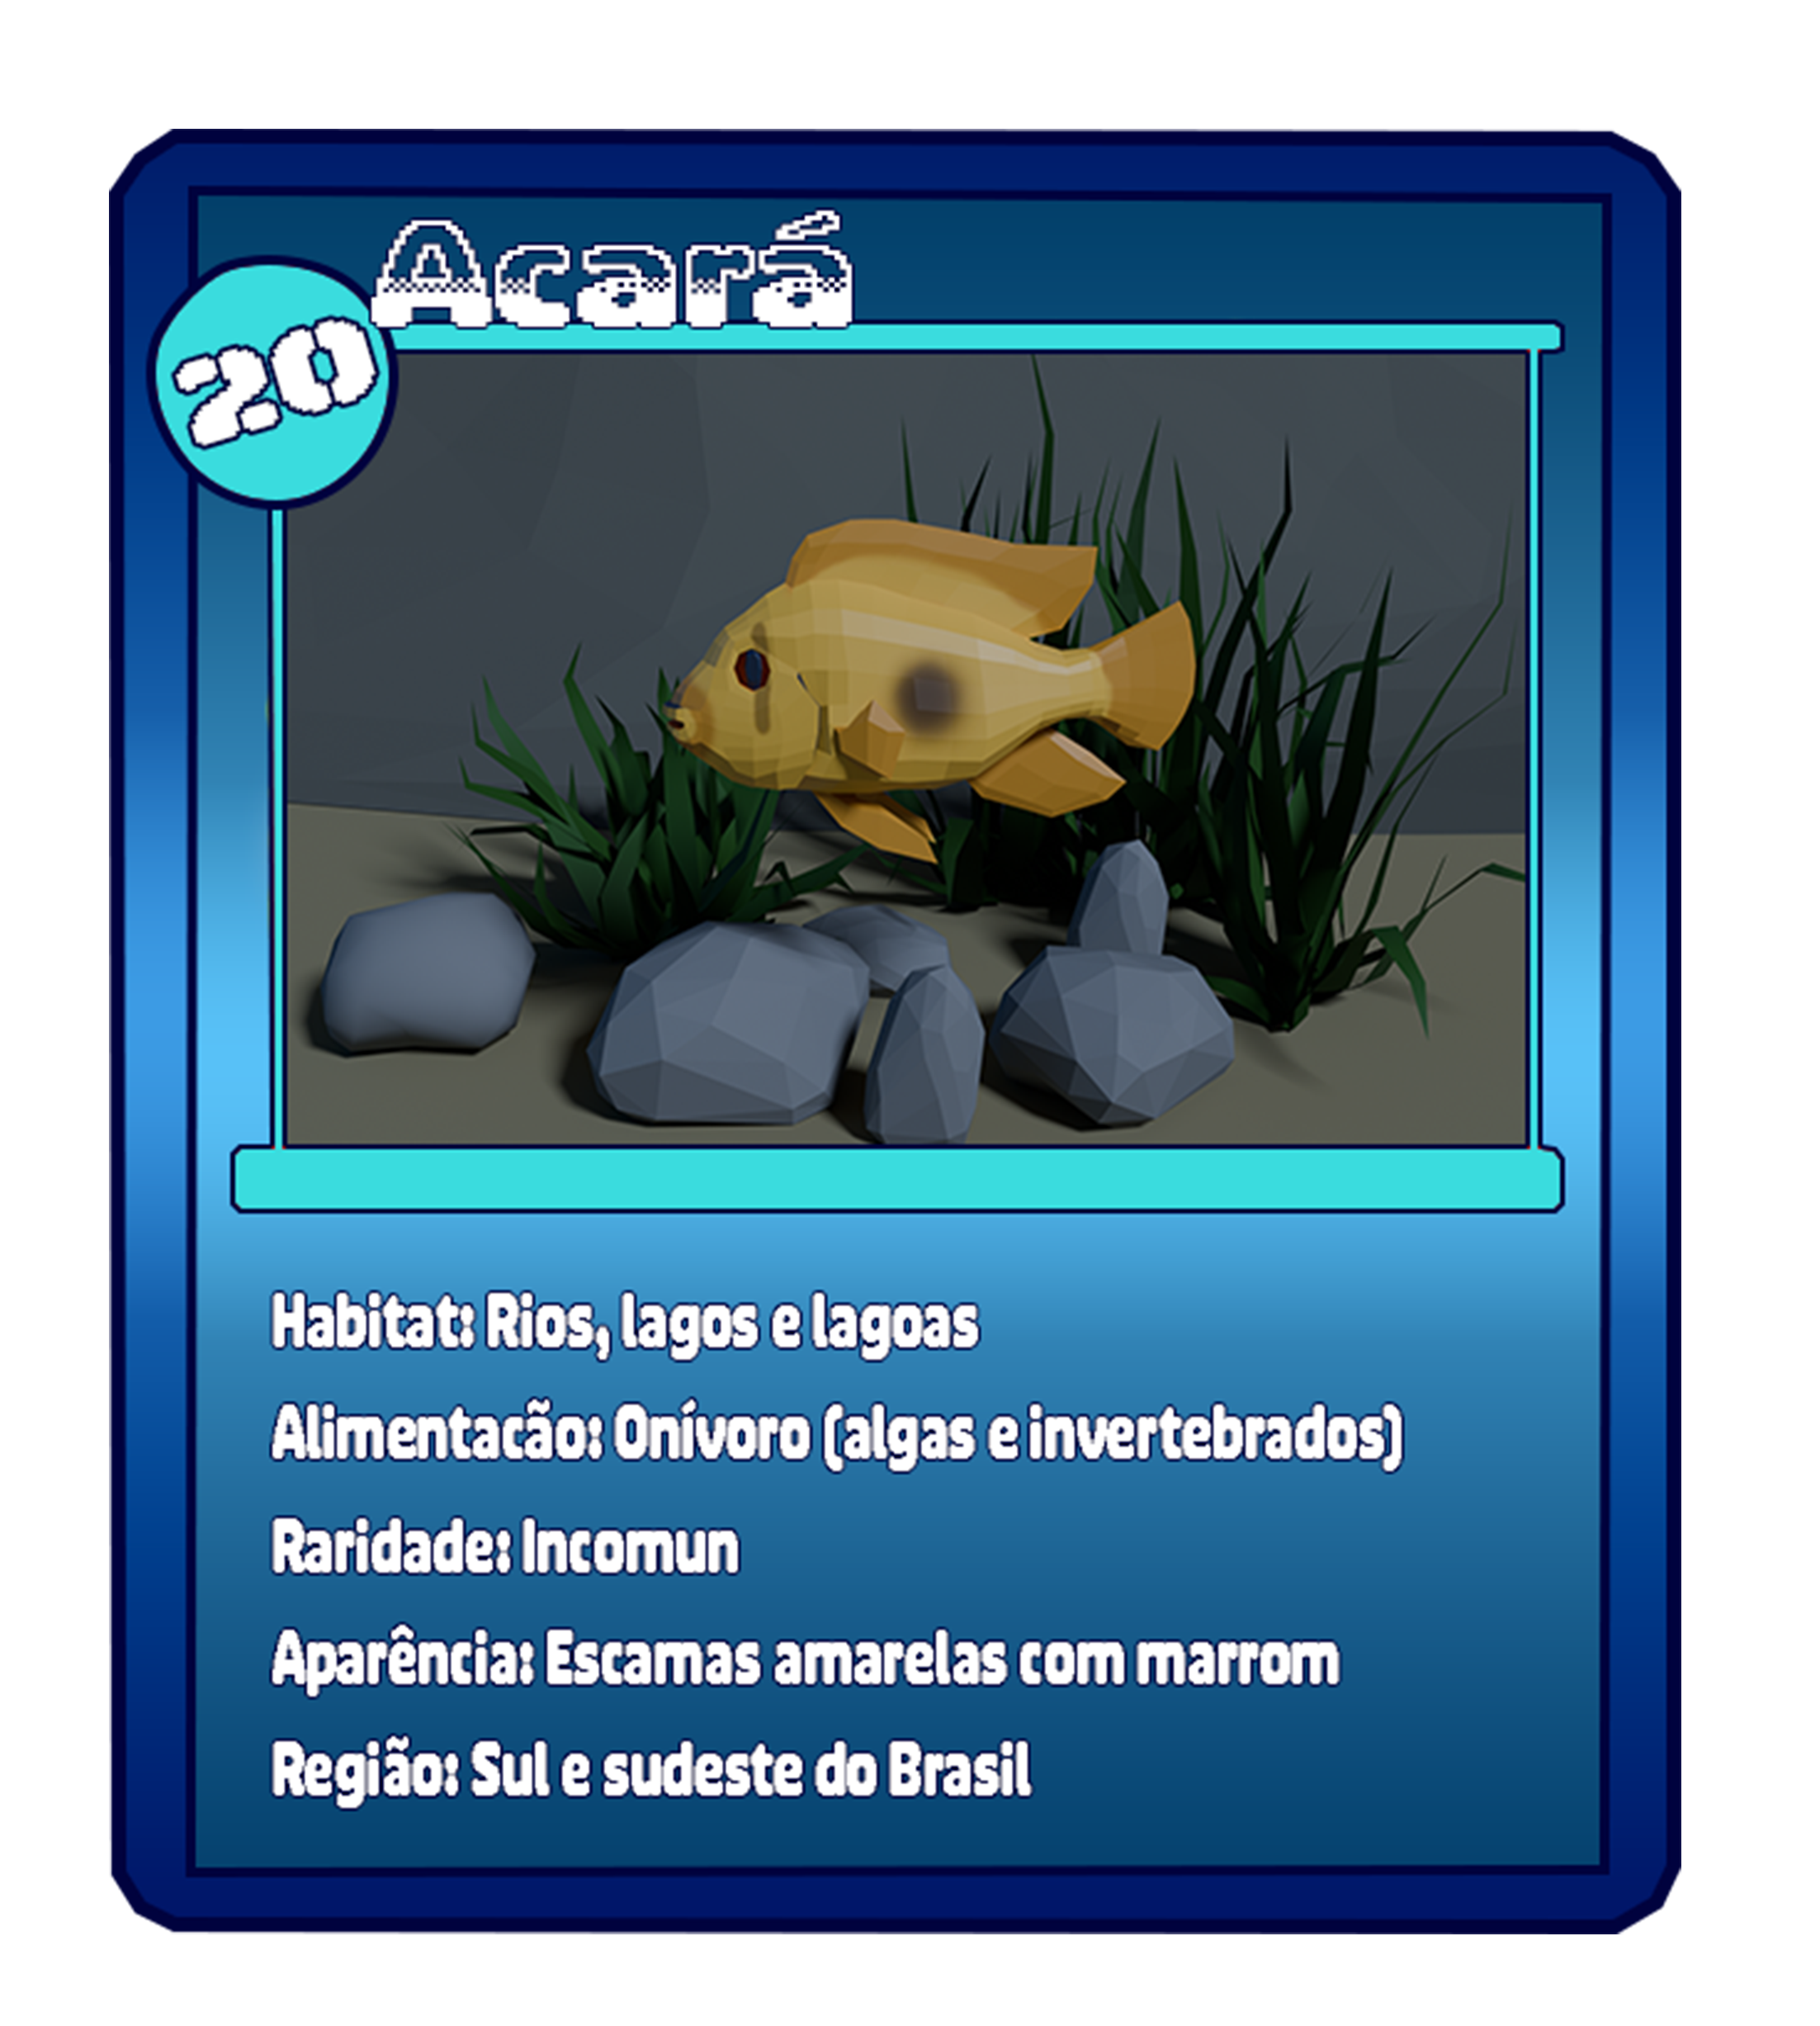 Acará
20
Habitat: Rios, lagos e lagoas
Alimentacão: Onívoro (algas e invertebrados)
Raridade: Incomun
Aparência: Escamas amarelas com marrom
Região: Sul e sudeste do Brasil